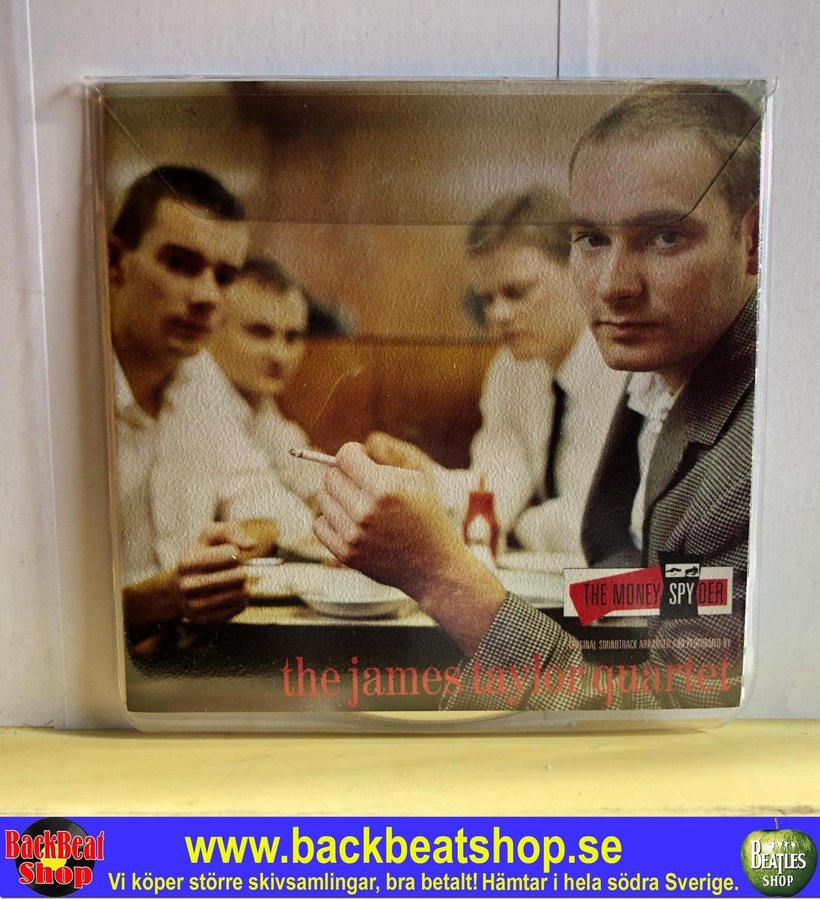 THE MONEY SPYDER
ORIGINAL SOUNDTRACK ARRANGED AND PERFORMED BY
the james taylor quartet
BackBeat
Shop
www.backbeatshop.se
Vi köper större skivsamlingar, bra betalt! Hämtar i hela södra Sverige.
BEATLES
SHOP